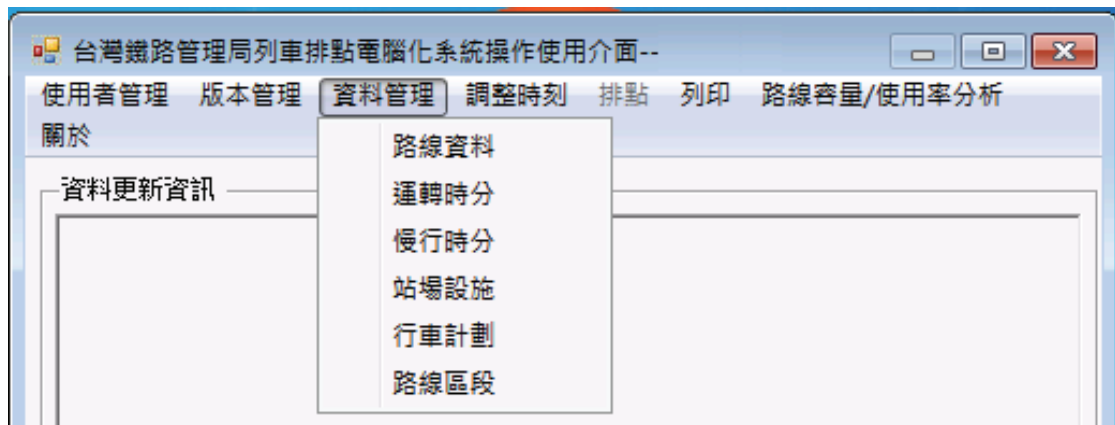 台灣鐵路管理局列車排點電腦化系統操作使用介面--
使用者管理 版本管理 資料管理 調整時刻 排點 列印 路線容量/使用率分析
關於
路線資料
運轉時分
慢行時分
站場設施
行車計劃
路線區段
資料更新資訊